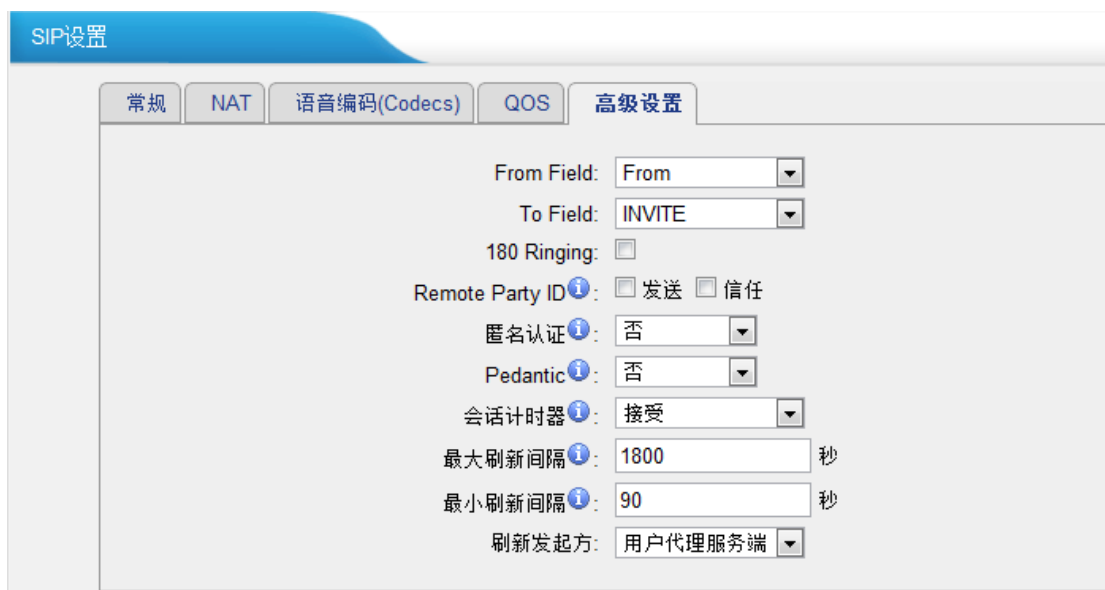 SIP设置
常规 NAT 语音编码(Codecs) QOS 高级设置
From Field: From
To Field: INVITE
180 Ringing:
Remote Party ID: 发送 信任
匿名认证: 否
Pedantic: 否
会话计时器: 接受
最大刷新间隔: 1800 秒
最小刷新间隔: 90 秒
刷新发起方: 用户代理服务端